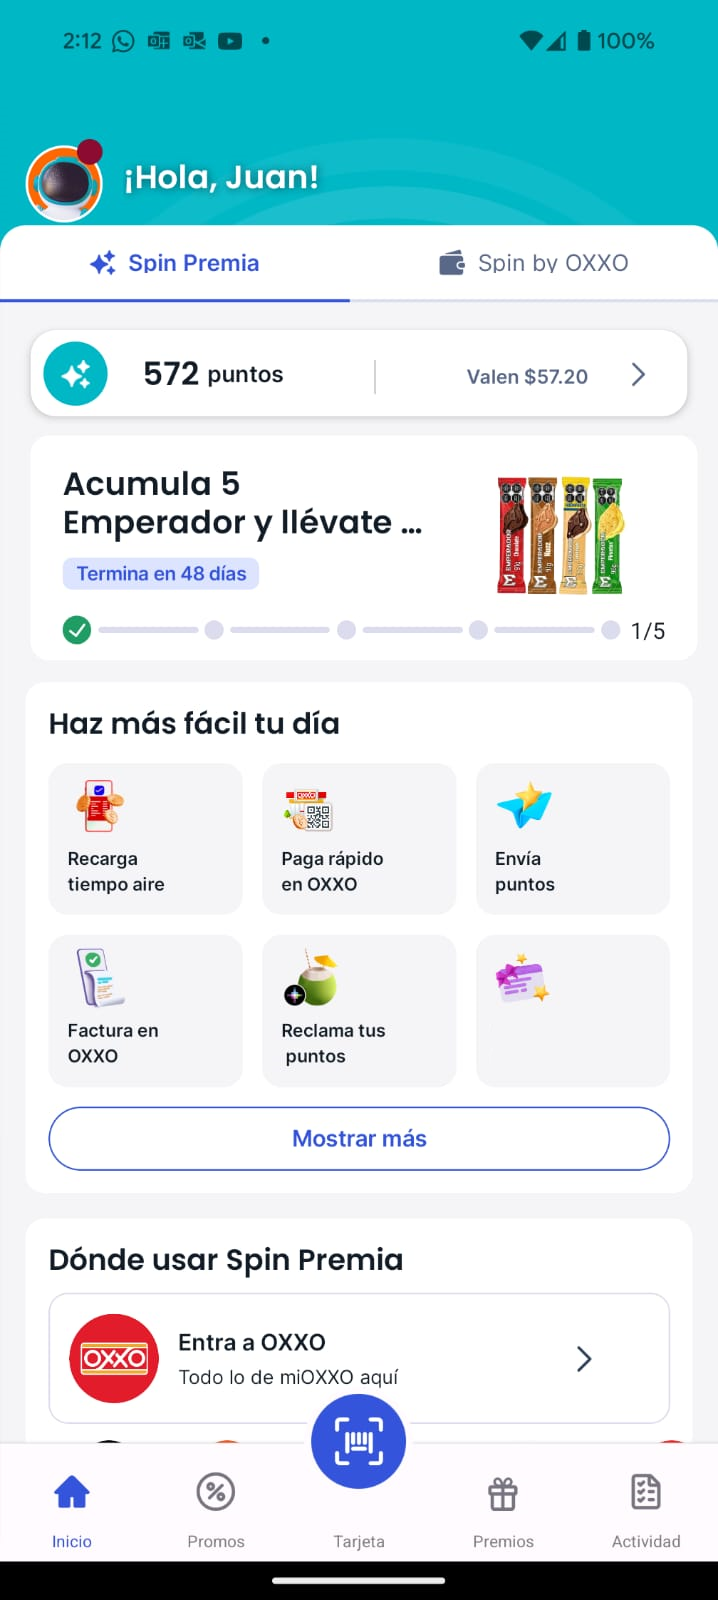 2:12
100%
¡Hola, Juan!
Spin Premia
Spin by OXXO
572 puntos
Valen $57.20
Acumula 5
Emperador y llévate ...
Termina en 48 días
1/5
Haz más fácil tu día
Recarga
tiempo aire
OXXO
Paga rápido
en OXXO
Envía
puntos
Factura en
OXXO
Reclama tus
puntos
Mostrar más
Dónde usar Spin Premia
OXXO
Entra a OXXO
Todo lo de miOXXO aquí
Inicio
Promos
Tarjeta
Premios
Actividad